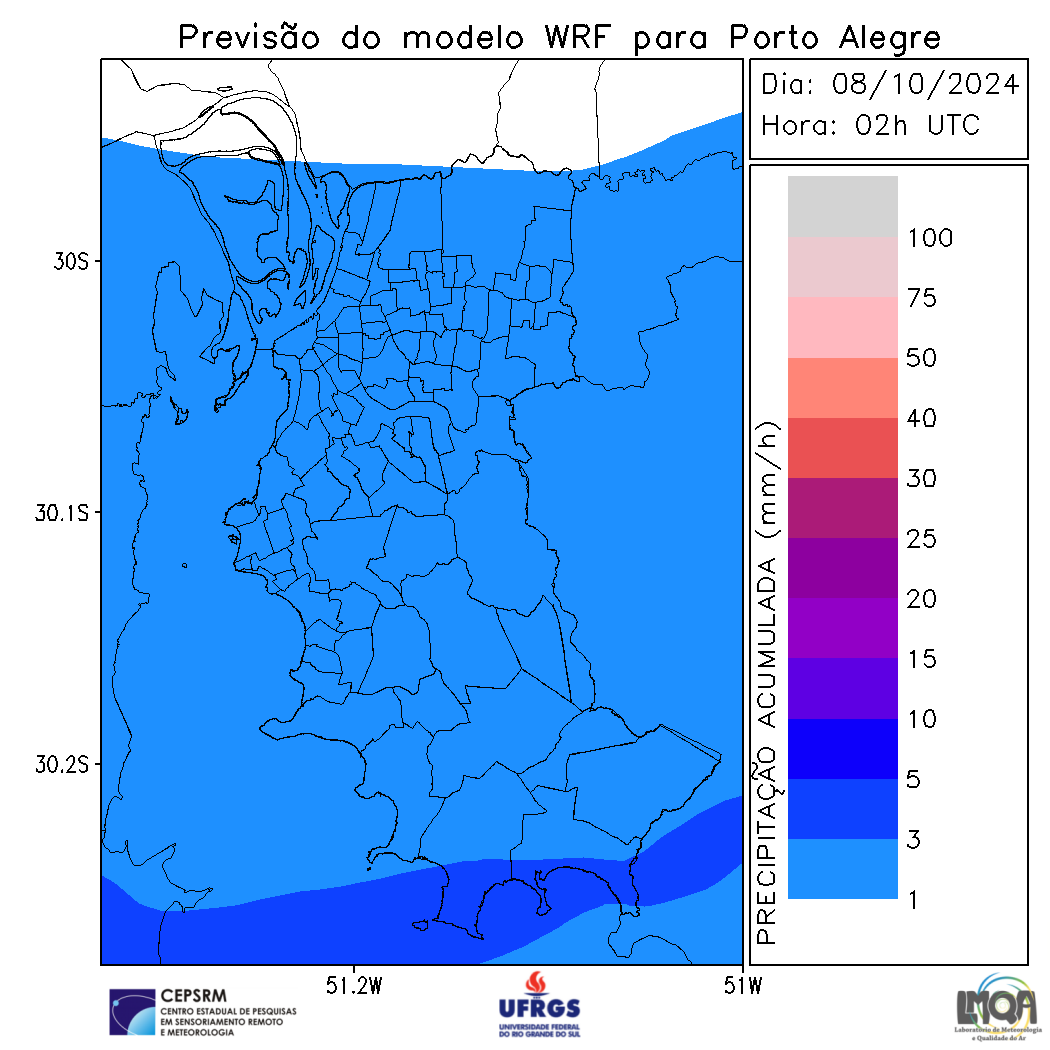 Previsão do modelo WRF para Porto Alegre
Dia: 08/10/2024
Hora: 02h UTC
30S
30.1S
30.2S
51.2W
51W
PRECIPITAÇÃO ACUMULADA (mm/h)
100
75
50
40
30
25
20
15
10
5
3
1
CEPSRM
CENTRO ESTADUAL DE PESQUISAS
EM SENSORIAMENTO REMOTO
E METEOROLOGIA
UFRGS
UNIVERSIDADE FEDERAL
DO RIO GRANDE DO SUL
LMQA
Laboratório de Meteorologia
e Qualidade do Ar